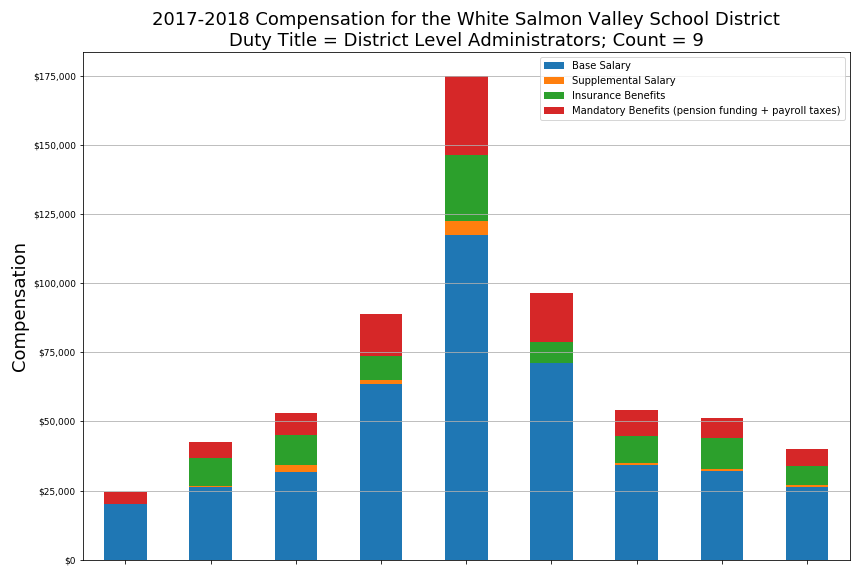 2017-2018 Compensation for the White Salmon Valley School District
Duty Title = District Level Administrators; Count = 9
Base Salary
Supplemental Salary
Insurance Benefits
Mandatory Benefits (pension funding + payroll taxes)
Compensation
$175,000
$150,000
$125,000
$100,000
$75,000
$50,000
$25,000
$0